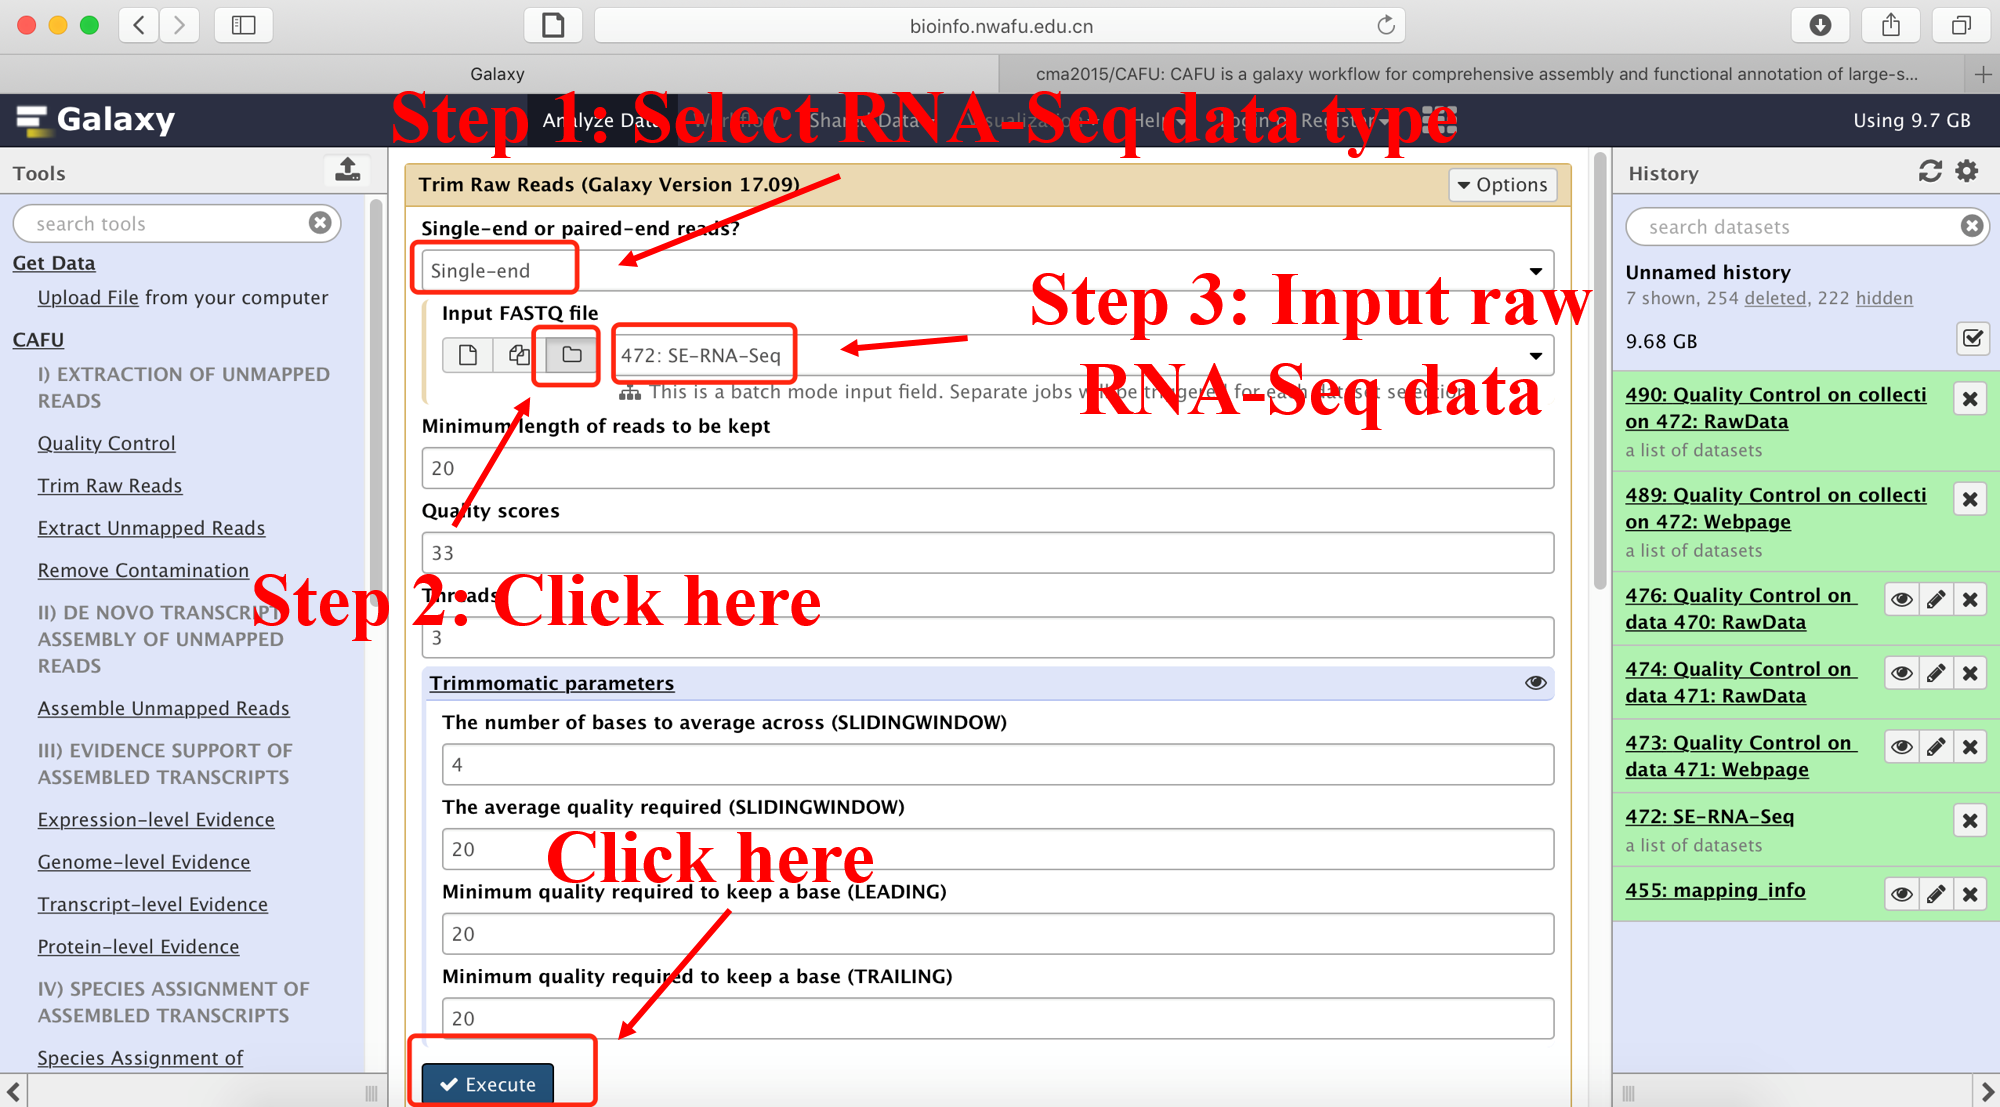 bioinfo.nwafu.edu.cn
Galaxy
cma2015/CAFU: CAFU is a galaxy workflow for comprehensive assembly and functional annotation of large-s...
Galaxy
Analyze Data Workflow Shared Data Visualization Help Login or Register
Using 9.7 GB
Step 1: Select RNA-Seq data type
Tools
search tools
Get Data
Upload File from your computer
CAFU
I) EXTRACTION OF UNMAPPED
READS
Quality Control
Trim Raw Reads
Extract Unmapped Reads
Remove Contamination
II) DE NOVO TRANSCRIPT
ASSEMBLY OF UNMAPPED
READS
Assemble Unmapped Reads
III) EVIDENCE SUPPORT OF
ASSEMBLED TRANSCRIPTS
Expression-level Evidence
Genome-level Evidence
Transcript-level Evidence
Protein-level Evidence
IV) SPECIES ASSIGNMENT OF
ASSEMBLED TRANSCRIPTS
Species Assignment of
Trim Raw Reads (Galaxy Version 17.09)
Options
Single-end or paired-end reads?
Single-end
Step 3: Input raw
RNA-Seq data
Input FASTQ file
472: SE-RNA-Seq
This is a batch mode input field. Separate jobs will be triggered for each dataset selection.
Minimum length of reads to be kept
20
Quality scores
33
Step 2: Click here
Threads
3
Trimmomatic parameters
The number of bases to average across (SLIDINGWINDOW)
4
The average quality required (SLIDINGWINDOW)
20
Click here
Minimum quality required to keep a base (LEADING)
20
Minimum quality required to keep a base (TRAILING)
20
Execute
History
search datasets
Unnamed history
7 shown, 254 deleted, 222 hidden
9.68 GB
490: Quality Control on collecti
on 472: RawData
a list of datasets
489: Quality Control on collecti
on 472: Webpage
a list of datasets
476: Quality Control on
data 470: RawData
474: Quality Control on
data 471: RawData
473: Quality Control on
data 471: Webpage
472: SE-RNA-Seq
a list of datasets
455: mapping_info